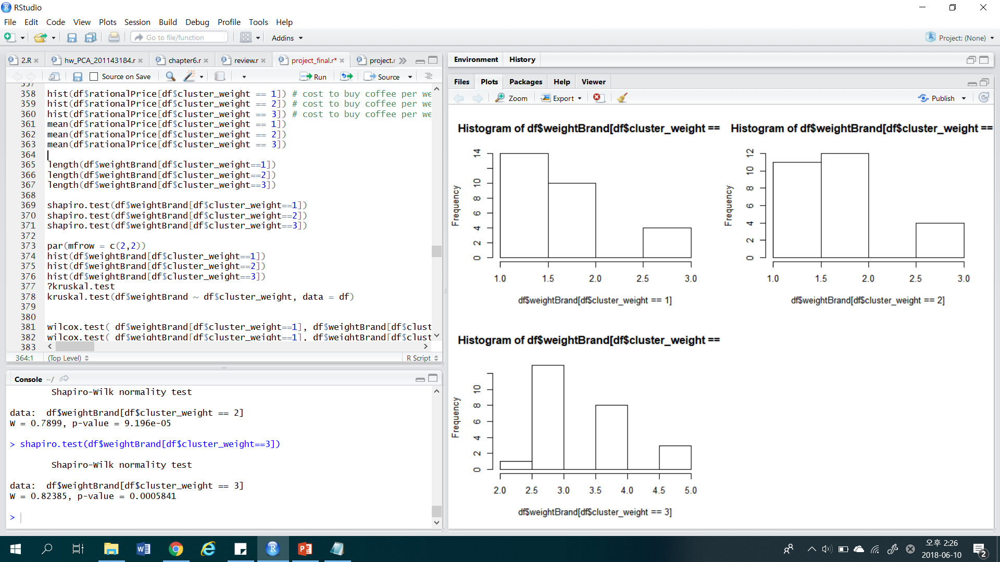 RStudio
File Edit Code View Plots Session Build Debug Profile Tools Help
Go to file/function Addins Project: (None)
2.R hw_PCA_201143184.r chapter6.r review.r project_final.r* project.r
Source on Save Run Source
357
358 hist(df$rationalPrice[df$cluster_weight == 1]) # cost to buy coffee per we
359 hist(df$rationalPrice[df$cluster_weight == 2]) # cost to buy coffee per we
360 hist(df$rationalPrice[df$cluster_weight == 3]) # cost to buy coffee per we
361 mean(df$rationalPrice[df$cluster_weight == 1])
362 mean(df$rationalPrice[df$cluster_weight == 2])
363 mean(df$rationalPrice[df$cluster_weight == 3])
364
365 length(df$weightBrand[df$cluster_weight==1])
366 length(df$weightBrand[df$cluster_weight==2])
367 length(df$weightBrand[df$cluster_weight==3])
368
369 shapiro.test(df$weightBrand[df$cluster_weight==1])
370 shapiro.test(df$weightBrand[df$cluster_weight==2])
371 shapiro.test(df$weightBrand[df$cluster_weight==3])
372
373 par(mfrow = c(2,2))
374 hist(df$weightBrand[df$cluster_weight==1])
375 hist(df$weightBrand[df$cluster_weight==2])
376 hist(df$weightBrand[df$cluster_weight==3])
377 ?kruskal.test
378 kruskal.test(df$weightBrand ~ df$cluster_weight, data = df)
379
380
381 wilcox.test( df$weightBrand[df$cluster_weight==1], df$weightBrand[df$clust
382 wilcox.test( df$weightBrand[df$cluster_weight==1], df$weightBrand[df$clust
383
364:1 (Top Level) R Script
Console ~/
Shapiro-Wilk normality test
data: df$weightBrand[df$cluster_weight == 2]
W = 0.7899, p-value = 9.196e-05
> shapiro.test(df$weightBrand[df$cluster_weight==3])
Shapiro-Wilk normality test
data: df$weightBrand[df$cluster_weight == 3]
W = 0.82385, p-value = 0.0005841
>
Environment History
Files Plots Packages Help Viewer
Zoom Export Publish
Histogram of df$weightBrand[df$cluster_weight ==
Frequency
0 2 4 6 8 10 14
1.0 1.5 2.0 2.5 3.0
df$weightBrand[df$cluster_weight == 1]
Histogram of df$weightBrand[df$cluster_weight ==
Frequency
0 2 4 6 8 10 12
1.0 1.5 2.0 2.5 3.0
df$weightBrand[df$cluster_weight == 2]
Histogram of df$weightBrand[df$cluster_weight ==
Frequency
0 2 4 6 8 10
2.0 2.5 3.0 3.5 4.0 4.5 5.0
df$weightBrand[df$cluster_weight == 3]
오후 2:26
2018-06-10
2